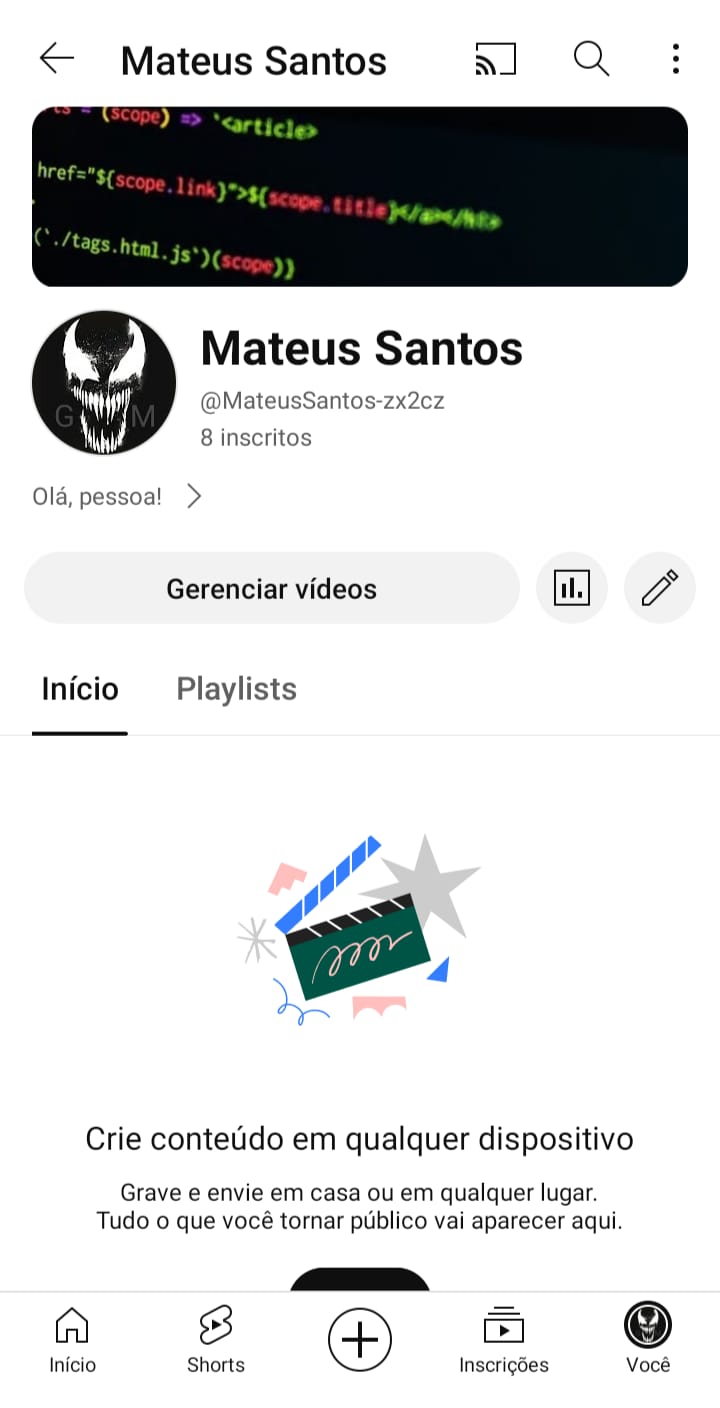 Mateus Santos
= (scope) => `<article>
href="${scope.link}">${scope.title}</a></h1>
(`./tags.html.js`)(scope)}
Mateus Santos
@MateusSantos-zx2cz
8 inscritos
G M
Olá, pessoa!
Gerenciar vídeos
Início Playlists
Crie conteúdo em qualquer dispositivo
Grave e envie em casa ou em qualquer lugar.
Tudo o que você tornar público vai aparecer aqui.
Início Shorts Inscrições Você